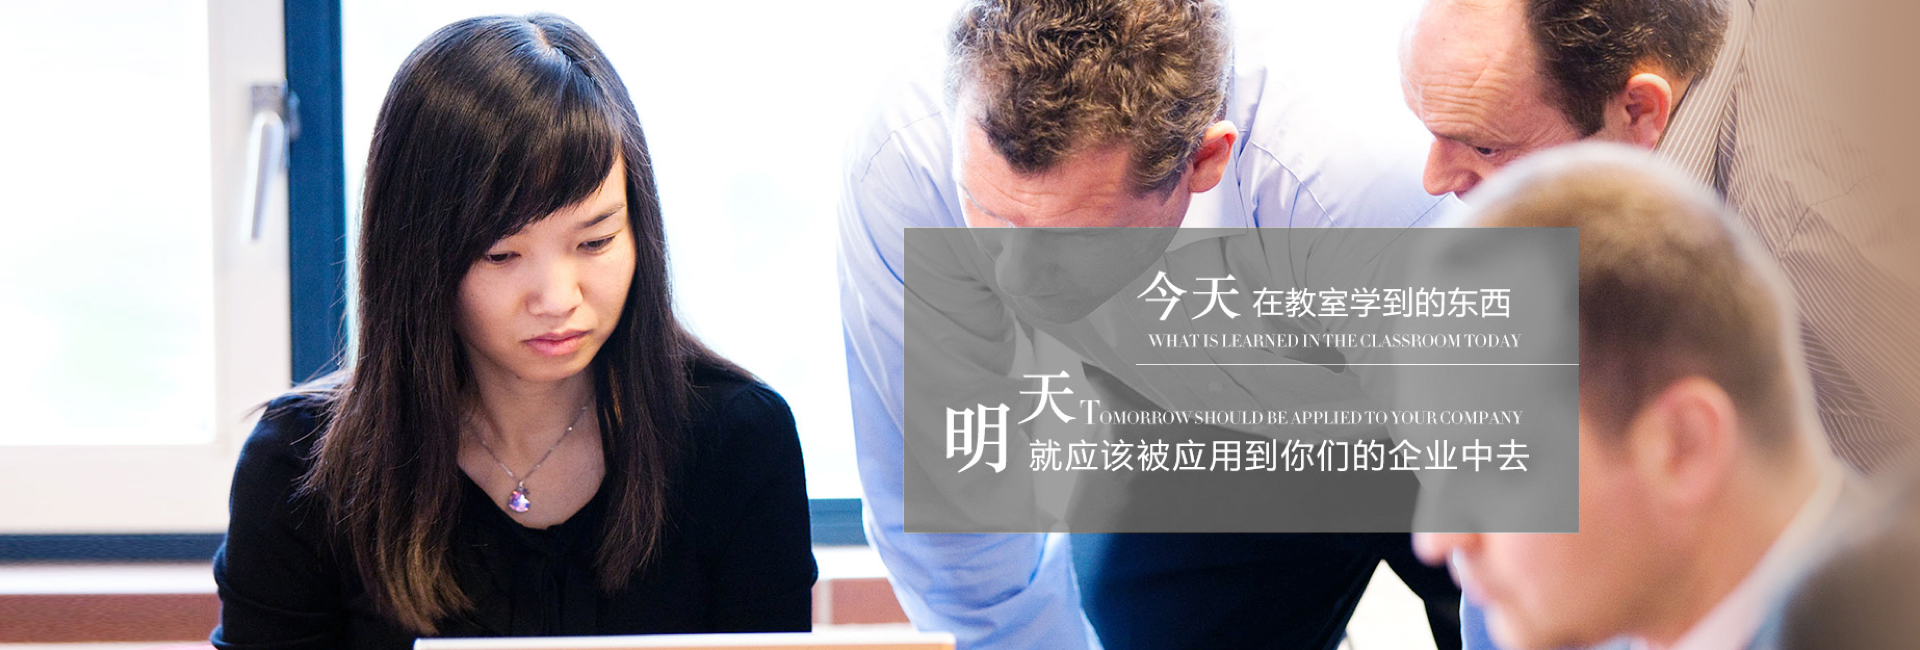 今天 在教室学到的东西
WHAT IS LEARNED IN THE CLASSROOM TODAY
明天 TOMORROW SHOULD BE APPLIED TO YOUR COMPANY
就应该被应用到你们的企业中去